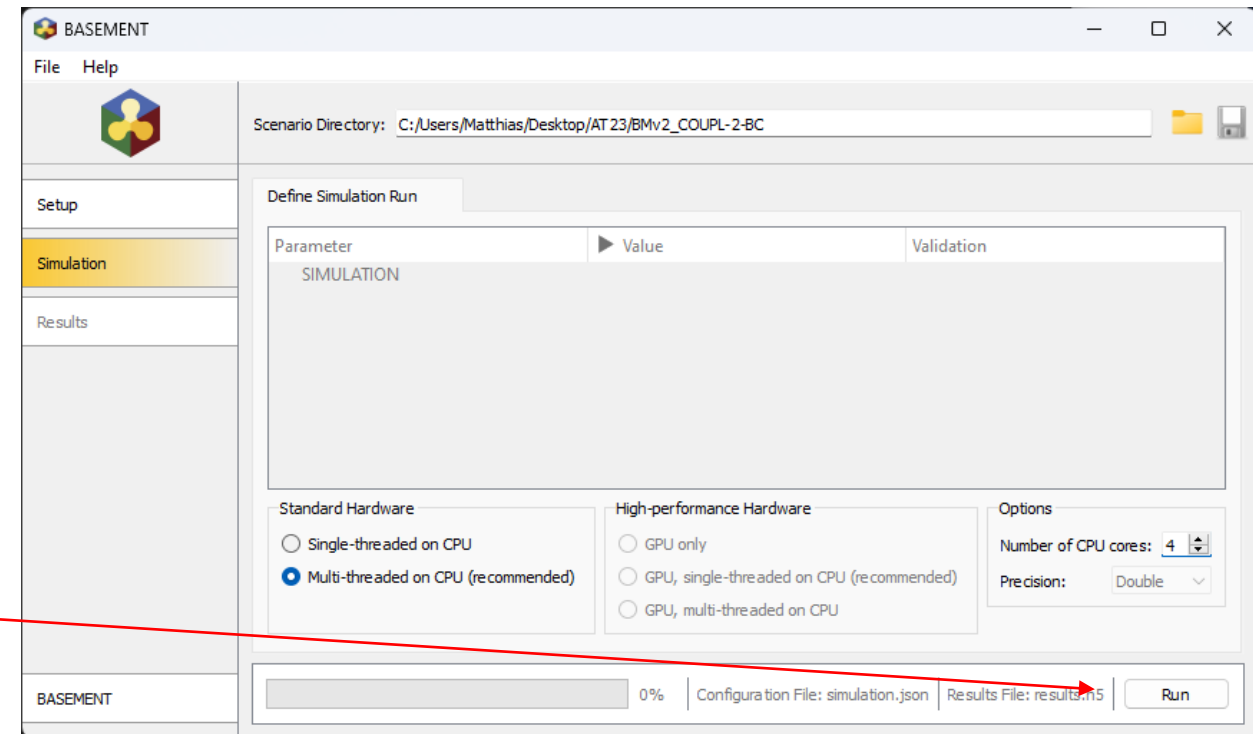 BASEMENT
File Help
Scenario Directory: C:/Users/Matthias/Desktop/AT23/BMv2_COUPL-2-BC
Setup
Simulation
Results
BASEMENT
Define Simulation Run
Parameter Value Validation
SIMULATION
Standard Hardware
Single-threaded on CPU
Multi-threaded on CPU (recommended)
High-performance Hardware
GPU only
GPU, single-threaded on CPU (recommended)
GPU, multi-threaded on CPU
Options
Number of CPU cores: 4
Precision: Double
0% Configuration File: simulation.json Results File: results.h5 Run